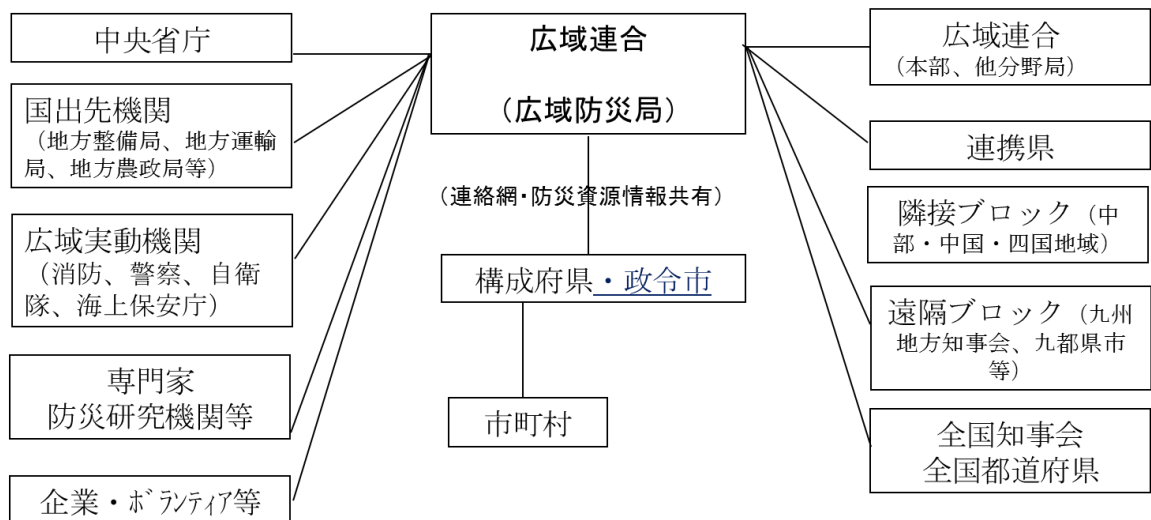 中央省庁
国出先機関
（地方整備局、地方運輸
局、地方農政局等）
広域実動機関
（消防、警察、自衛
隊、海上保安庁）
専門家
防災研究機関等
企業・ボランティア等
広域連合
（広域防災局）
（連絡網・防災資源情報共有）
構成府県・政令市
市町村
広域連合
（本部、他分野局）
連携県
隣接ブロック（中
部・中国・四国地域）
遠隔ブロック（九州
地方知事会、九都県市
等）
全国知事会
全国都道府県